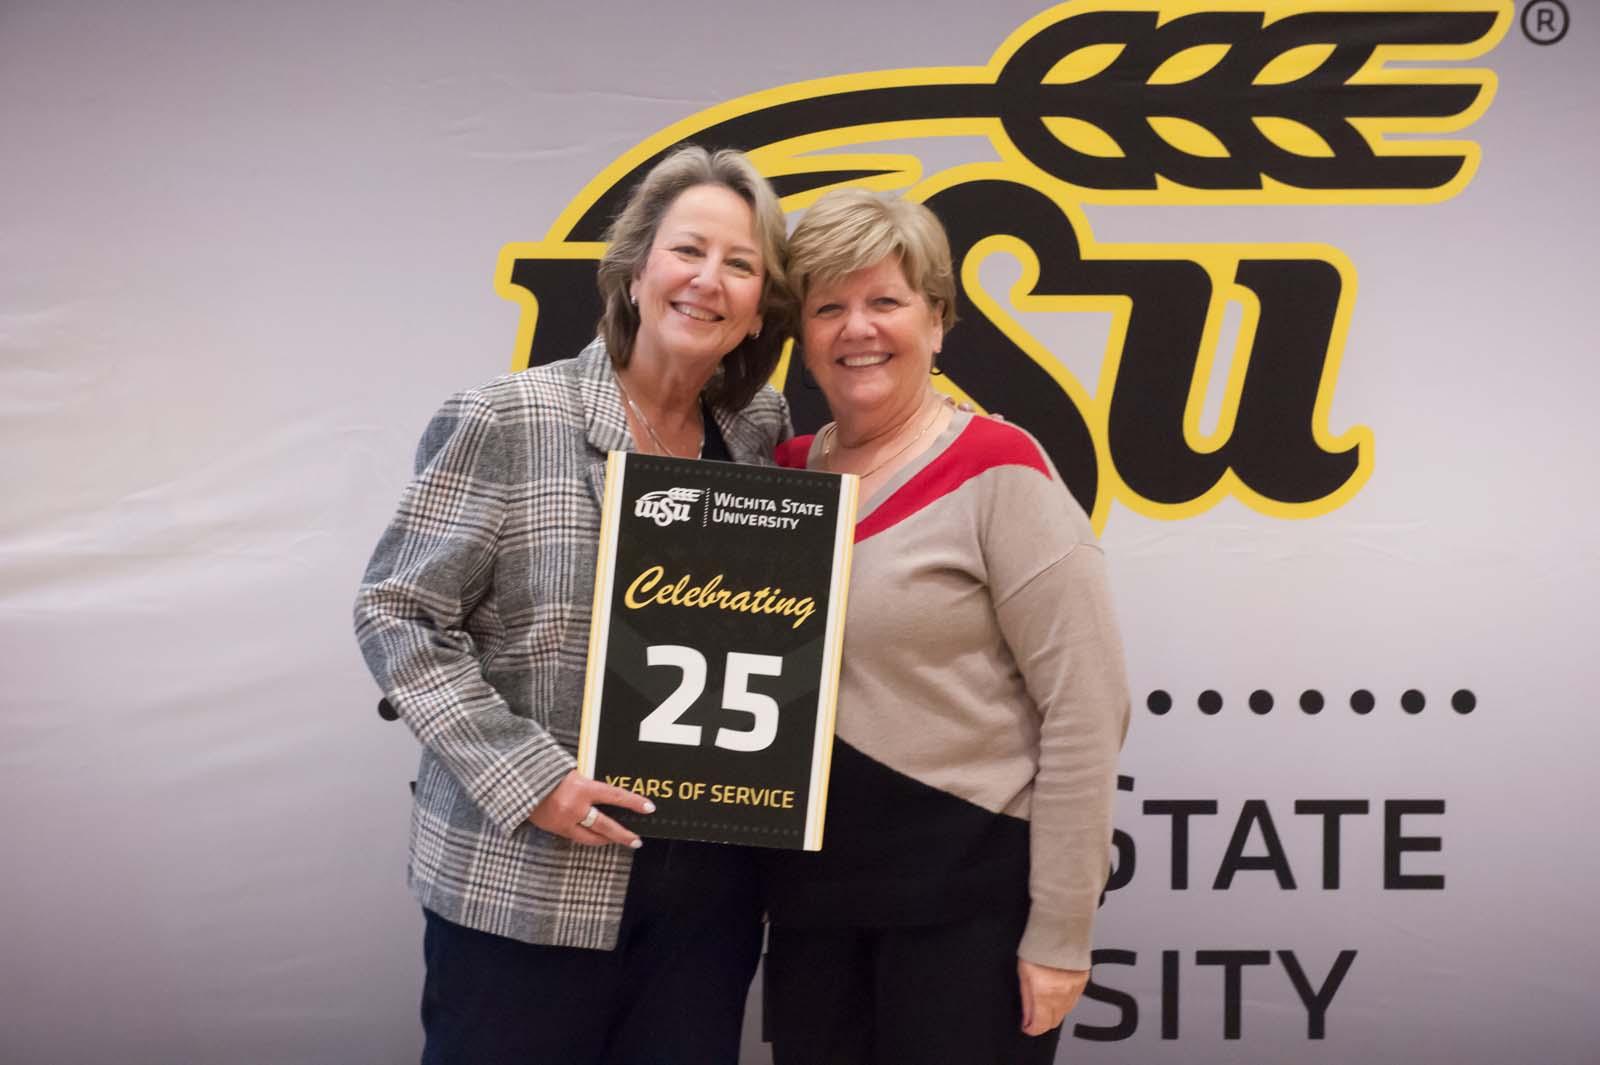 ®
wsu
STATE
SITY
wsu
WICHITA STATE
UNIVERSITY
Celebrating
25
YEARS OF SERVICE